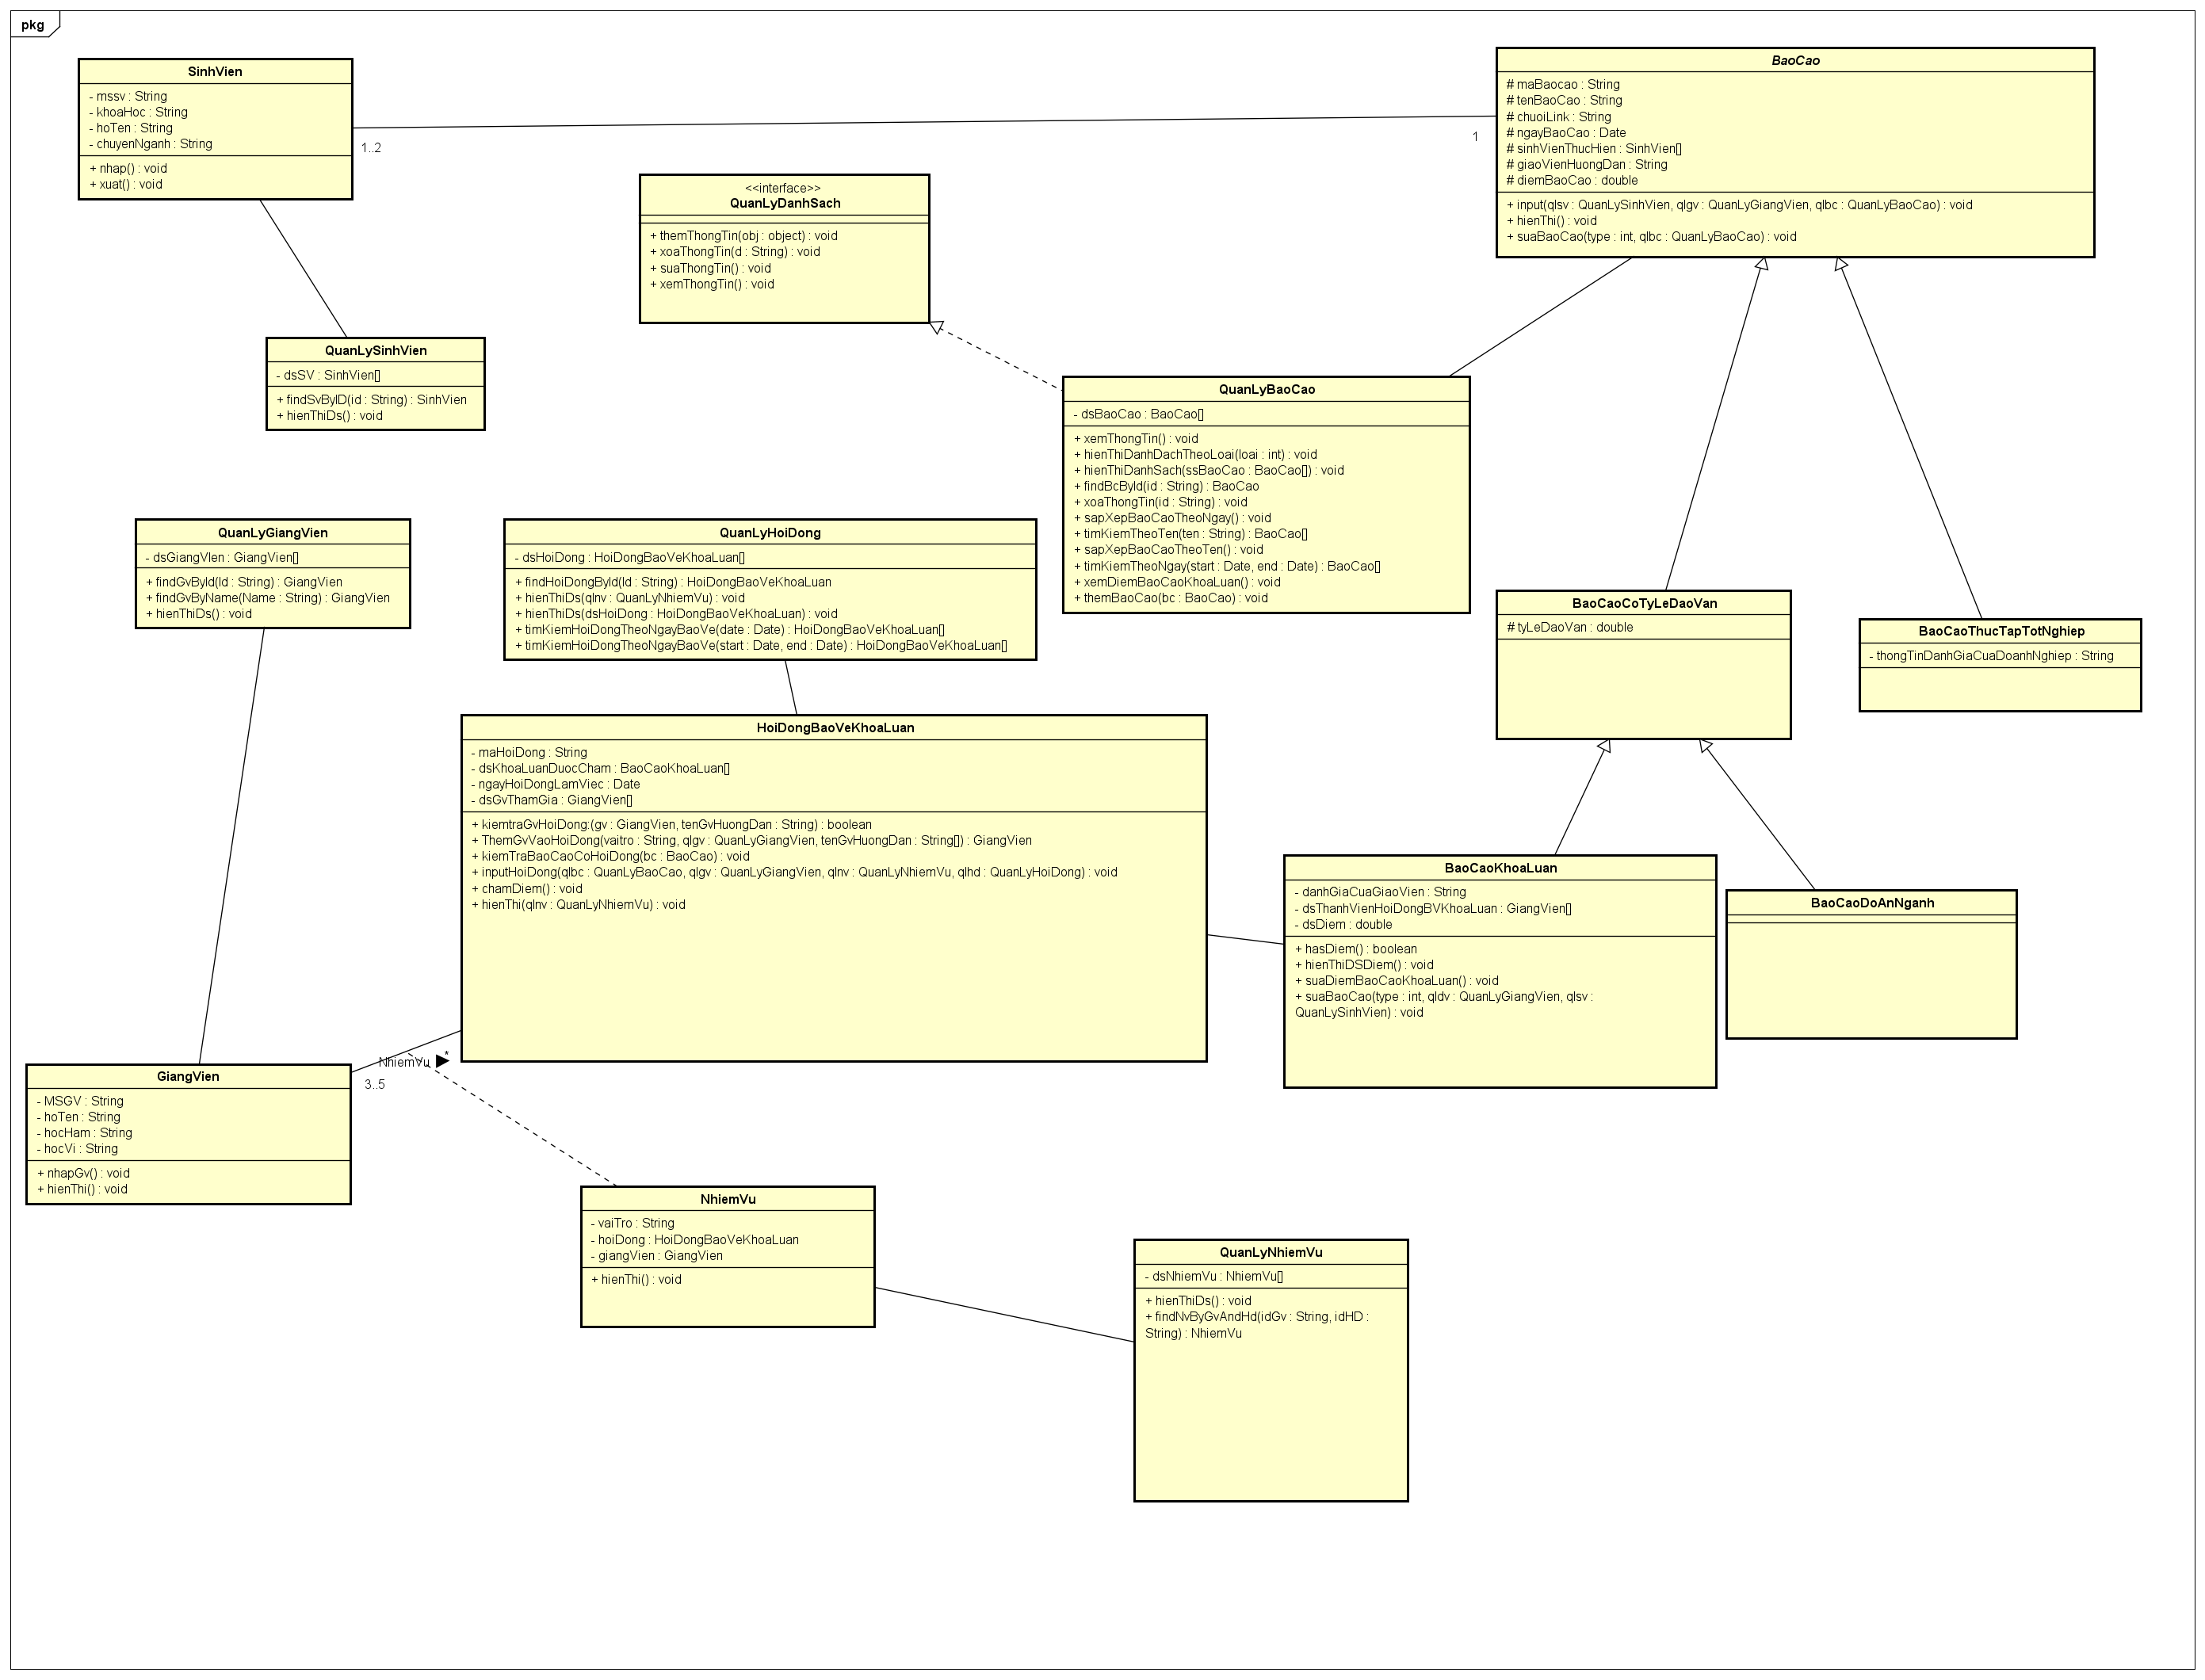 pkg
SinhVien
- mssv : String
- khoaHoc : String
- hoTen : String
- chuyenNganh : String
+ nhap() : void
+ xuat() : void
1..2
1
BaoCao
# maBaocao : String
# tenBaoCao : String
# chuoiLink : String
# ngayBaoCao : Date
# sinhVienThucHien : SinhVien[]
# giaoVienHuongDan : String
# diemBaoCao : double
+ input(qlsv : QuanLySinhVien, qlgv : QuanLyGiangVien, qlbc : QuanLyBaoCao) : void
+ hienThi() : void
+ suaBaoCao(type : int, qlbc : QuanLyBaoCao) : void
<<interface>>
QuanLyDanhSach
+ themThongTin(obj : object) : void
+ xoaThongTin(d : String) : void
+ suaThongTin() : void
+ xemThongTin() : void
QuanLySinhVien
- dsSV : SinhVien[]
+ findSvByID(id : String) : SinhVien
+ hienThiDs() : void
QuanLyBaoCao
- dsBaoCao : BaoCao[]
+ xemThongTin() : void
+ hienThiDanhDachTheoLoai(loai : int) : void
+ hienThiDanhSach(ssBaoCao : BaoCao[]) : void
+ findBcById(id : String) : BaoCao
+ xoaThongTin(id : String) : void
+ sapXepBaoCaoTheoNgay() : void
+ timKiemTheoTen(ten : String) : BaoCao[]
+ sapXepBaoCaoTheoTen() : void
+ timKiemTheoNgay(start : Date, end : Date) : BaoCao[]
+ xemDiemBaoCaoKhoaLuan() : void
+ themBaoCao(bc : BaoCao) : void
QuanLyGiangVien
- dsGiangVIen : GiangVien[]
+ findGvById(Id : String) : GiangVien
+ findGvByName(Name : String) : GiangVien
+ hienThiDs() : void
QuanLyHoiDong
- dsHoiDong : HoiDongBaoVeKhoaLuan[]
+ findHoiDongById(Id : String) : HoiDongBaoVeKhoaLuan
+ hienThiDs(qlnv : QuanLyNhiemVu) : void
+ hienThiDs(dsHoiDong : HoiDongBaoVeKhoaLuan) : void
+ timKiemHoiDongTheoNgayBaoVe(date : Date) : HoiDongBaoVeKhoaLuan[]
+ timKiemHoiDongTheoNgayBaoVe(start : Date, end : Date) : HoiDongBaoVeKhoaLuan[]
BaoCaoCoTyLeDaoVan
# tyLeDaoVan : double
BaoCaoThucTapTotNghiep
- thongTinDanhGiaCuaDoanhNghiep : String
HoiDongBaoVeKhoaLuan
- maHoiDong : String
- dsKhoaLuanDuocCham : BaoCaoKhoaLuan[]
- ngayHoiDongLamViec : Date
- dsGvThamGia : GiangVien[]
+ kiemtraGvHoiDong:(gv : GiangVien, tenGvHuongDan : String) : boolean
+ ThemGvVaoHoiDong(vaitro : String, qlgv : QuanLyGiangVien, tenGvHuongDan : String[]) : GiangVien
+ kiemTraBaoCaoCoHoiDong(bc : BaoCao) : void
+ inputHoiDong(qlbc : QuanLyBaoCao, qlgv : QuanLyGiangVien, qlnv : QuanLyNhiemVu, qlhd : QuanLyHoiDong) : void
+ chamDiem() : void
+ hienThi(qlnv : QuanLyNhiemVu) : void
BaoCaoKhoaLuan
- danhGiaCuaGiaoVien : String
- dsThanhVienHoiDongBVKhoaLuan : GiangVien[]
- dsDiem : double
+ hasDiem() : boolean
+ hienThiDSDiem() : void
+ suaDiemBaoCaoKhoaLuan() : void
+ suaBaoCao(type : int, qldv : QuanLyGiangVien, qlsv :
QuanLySinhVien) : void
BaoCaoDoAnNganh
NhiemVu
*
3..5
GiangVien
- MSGV : String
- hoTen : String
- hocHam : String
- hocVi : String
+ nhapGv() : void
+ hienThi() : void
NhiemVu
- vaiTro : String
- hoiDong : HoiDongBaoVeKhoaLuan
- giangVien : GiangVien
+ hienThi() : void
QuanLyNhiemVu
- dsNhiemVu : NhiemVu[]
+ hienThiDs() : void
+ findNvByGvAndHd(idGv : String, idHD :
String) : NhiemVu